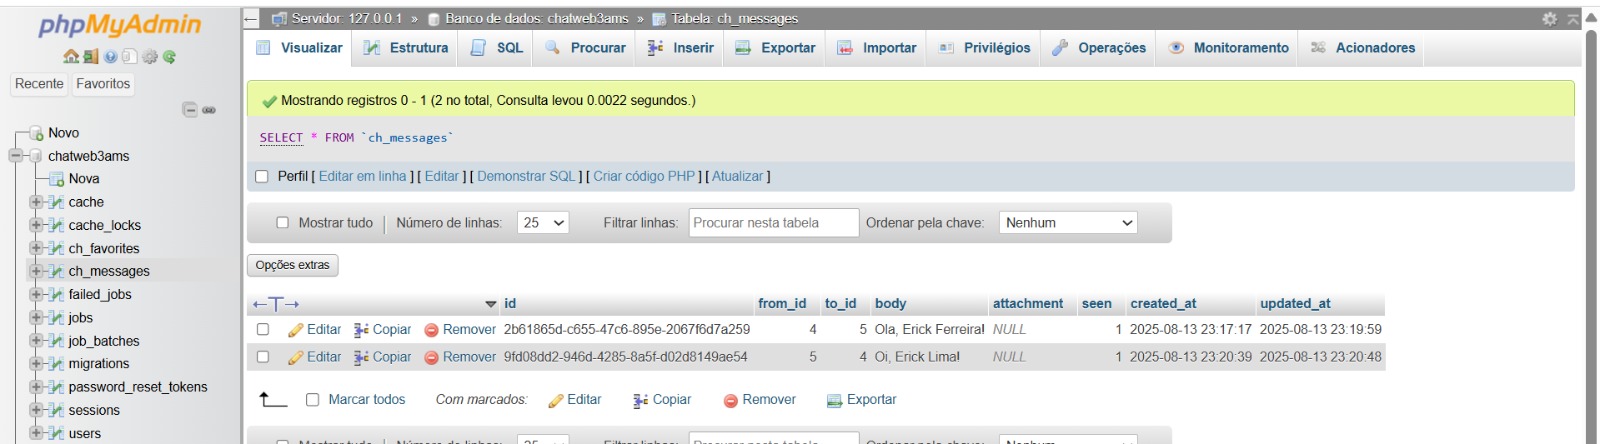 phpMyAdmin
Recente Favoritos
Novo
chatweb3ams
Nova
cache
cache_locks
ch_favorites
ch_messages
failed_jobs
jobs
job_batches
migrations
password_reset_tokens
sessions
users
Servidor: 127.0.0.1 » Banco de dados: chatweb3ams » Tabela: ch_messages
Visualizar Estrutura SQL Procurar Inserir Exportar Importar Privilégios Operações Monitoramento Acionadores
Mostrando registros 0 - 1 (2 no total, Consulta levou 0.0022 segundos.)
SELECT * FROM `ch_messages`
Perfil [ Editar em linha ] [ Editar ] [ Demonstrar SQL ] [ Criar código PHP ] [ Atualizar ]
Mostrar tudo | Número de linhas: 25 Filtrar linhas: Procurar nesta tabela Ordenar pela chave: Nenhum
Opções extras
←T→ id from_id to_id body attachment seen created_at updated_at
Editar Copiar Remover 2b61865d-c655-47c6-895e-2067f6d7a259 4 5 Ola, Erick Ferreira! NULL 1 2025-08-13 23:17:17 2025-08-13 23:19:59
Editar Copiar Remover 9fd08dd2-946d-4285-8a5f-d02d8149ae54 5 4 Oi, Erick Lima! NULL 1 2025-08-13 23:20:39 2025-08-13 23:20:48
Marcar todos Com marcados: Editar Copiar Remover Exportar
Mostrar tudo | Número de linhas: 25 Filtrar linhas: Procurar nesta tabela Ordenar pela chave: Nenhum